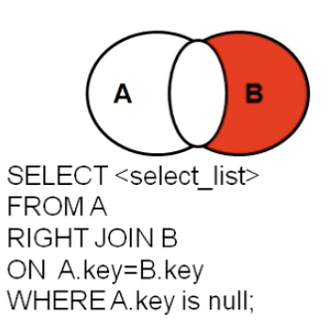 A B
SELECT <select_list>
FROM A
RIGHT JOIN B
ON A.key=B.key
WHERE A.key is null;